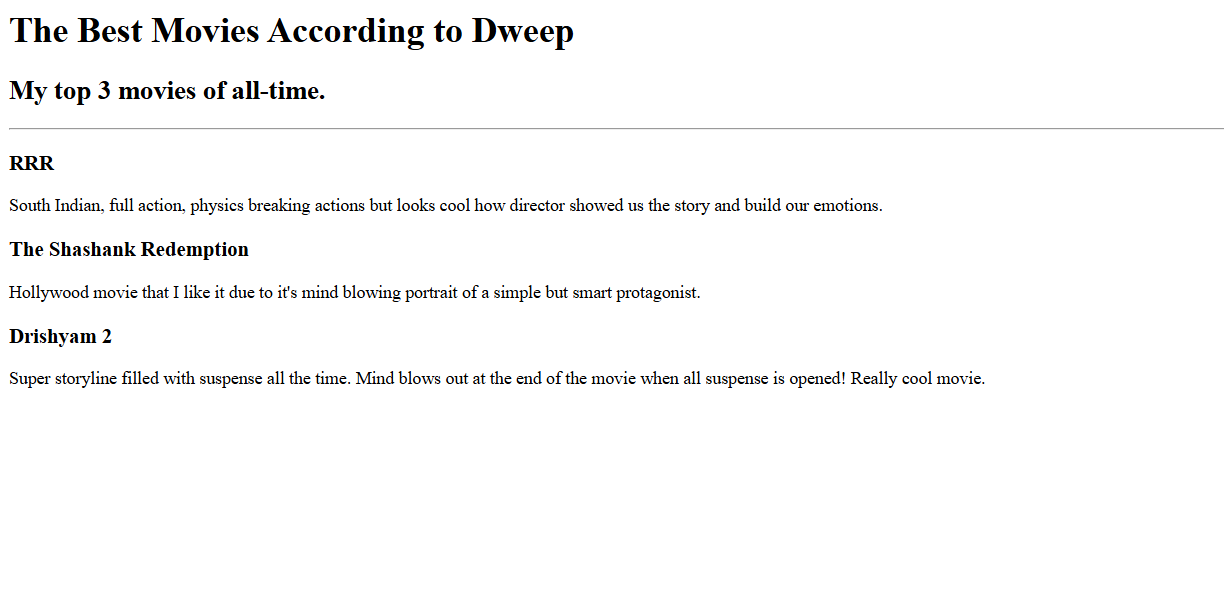 The Best Movies According to Dweep
My top 3 movies of all-time.
RRR
South Indian, full action, physics breaking actions but looks cool how director showed us the story and build our emotions.
The Shashank Redemption
Hollywood movie that I like it due to it's mind blowing portrait of a simple but smart protagonist.
Drishyam 2
Super storyline filled with suspense all the time. Mind blows out at the end of the movie when all suspense is opened! Really cool movie.